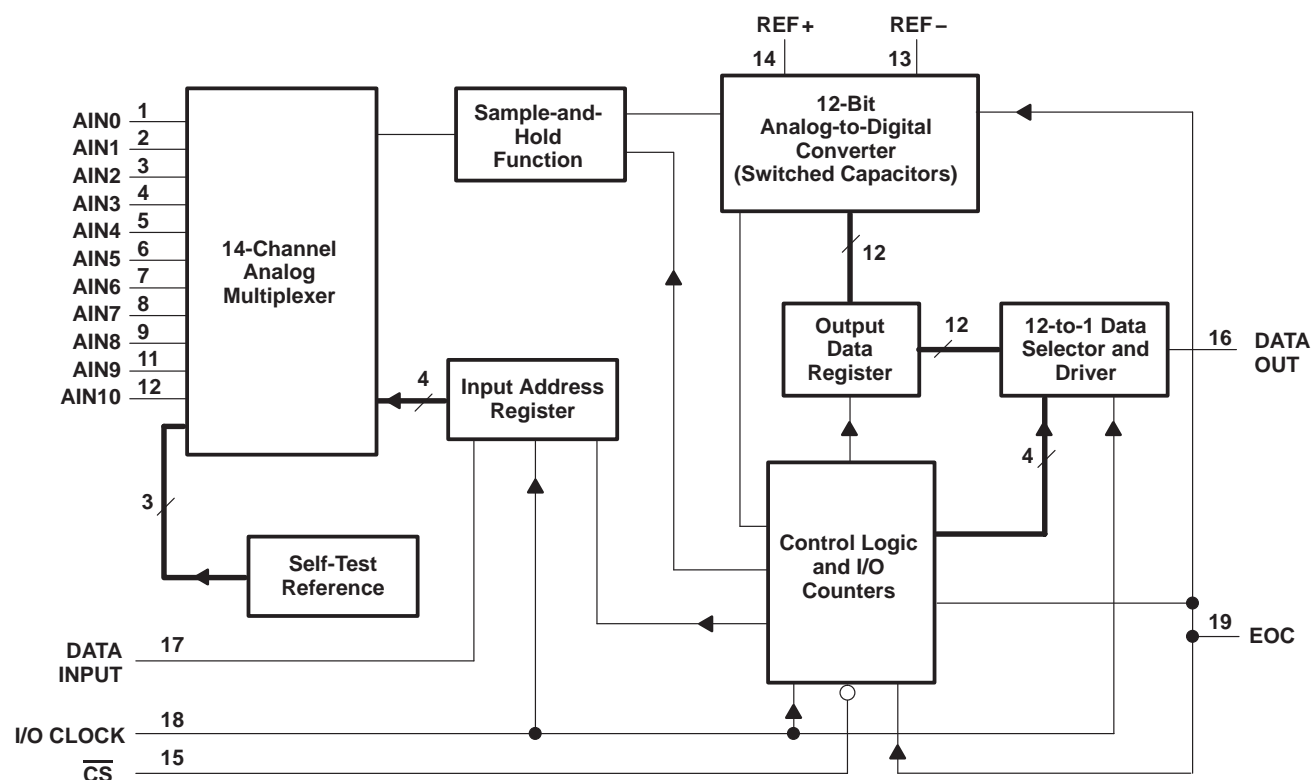 REF+
REF–
14
13
12-Bit
Analog-to-Digital
Converter
(Switched Capacitors)
Sample-and-
Hold
Function
AIN0
1
AIN1
2
AIN2
3
AIN3
4
AIN4
5
AIN5
6
AIN6
7
AIN7
8
AIN8
9
AIN9
11
AIN10
12
14-Channel
Analog
Multiplexer
12
Output
Data
Register
12
12-to-1 Data
Selector and
Driver
16
DATA
OUT
4
Input Address
Register
4
3
Self-Test
Reference
Control Logic
and I/O
Counters
19
EOC
DATA
INPUT
17
I/O CLOCK
18
CS
15